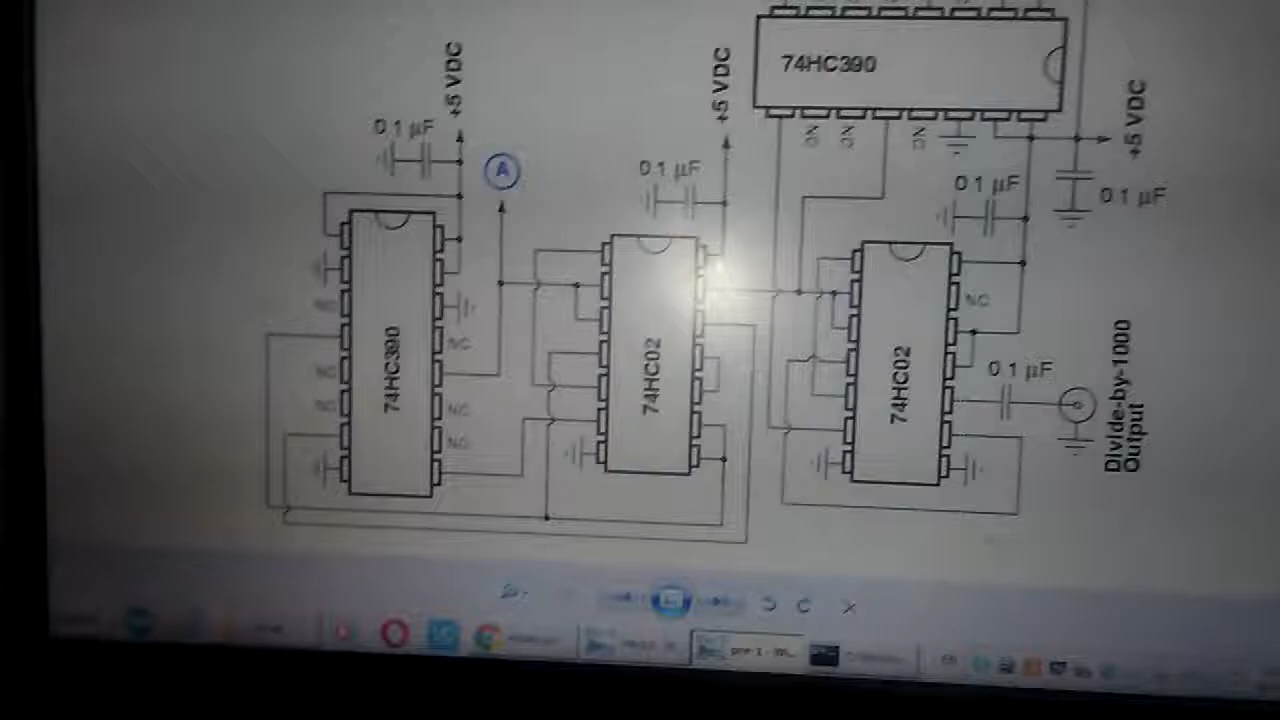 74HC390
+5 VDC
+5 VDC
+5 VDC
0.1 µF
0.1 µF
0.1 µF
0.1 µF
A
NC
NC
NC
NC
NC
NC
74HC390
NC
NC
NC
74HC02
74HC02
NC
0.1 µF
Divide-by-1000
Output